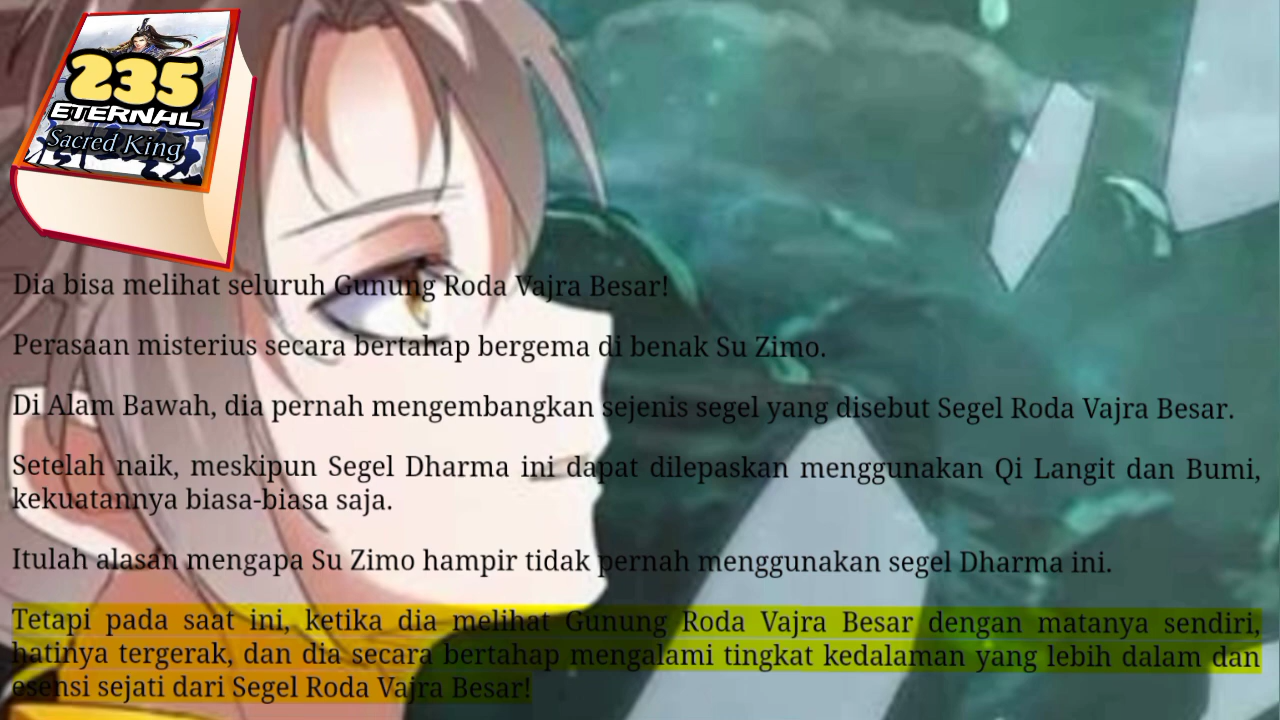 235
ETERNAL
Sacred King
Dia bisa melihat seluruh Gunung Roda Vajra Besar!
Perasaan misterius secara bertahap bergema di benak Su Zimo.
Di Alam Bawah, dia pernah mengembangkan sejenis segel yang disebut Segel Roda Vajra Besar.
Setelah naik, meskipun Segel Dharma ini dapat dilepaskan menggunakan Qi Langit dan Bumi,
kekuatannya biasa-biasa saja.
Itulah alasan mengapa Su Zimo hampir tidak pernah menggunakan segel Dharma ini.
Tetapi pada saat ini, ketika dia melihat Gunung Roda Vajra Besar dengan matanya sendiri,
hatinya tergerak, dan dia secara bertahap mengalami tingkat kedalaman yang lebih dalam dan
esensi sejati dari Segel Roda Vajra Besar!